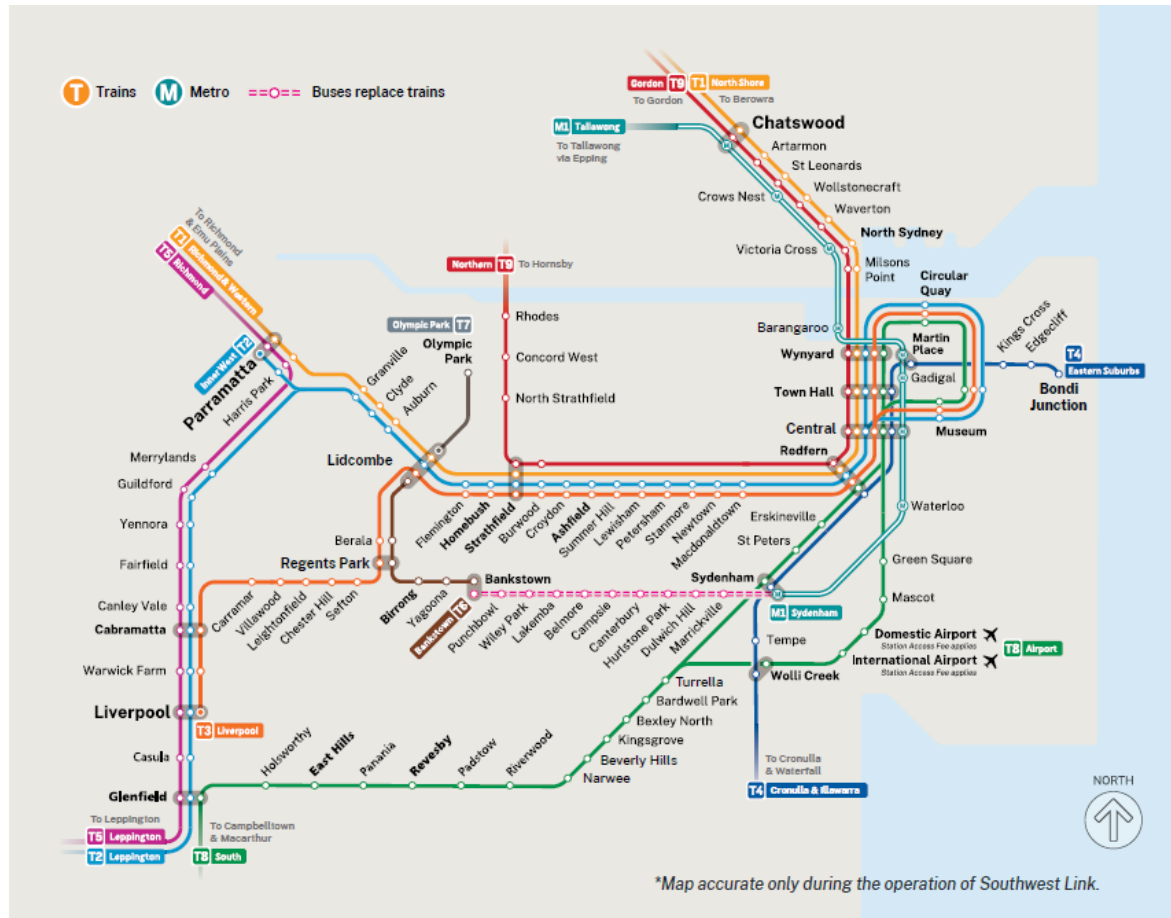 T Trains
M Metro
Buses replace trains
Gordon T9
T1 North Shore
To Gordon
To Berowra
M1 Tallawong
To Tallawong
via Epping
Chatswood
Artarmon
St Leonards
Wollstonecraft
Waverton
North Sydney
Milsons
Point
Crows Nest
Victoria Cross
Barangaroo
To Richmond
& Emu Plains
T1 Richmond & Western
T5 Richmond
Northern T9
To Hornsby
Rhodes
Concord West
North Strathfield
Olympic Park T7
Olympic
Park
Circular
Quay
Martin
Place
Kings Cross
Edgecliff
T4
Eastern Suburbs
Bondi
Junction
Wynyard
Gadigal
Town Hall
Central
Museum
Redfern
Inner West T2
Parramatta
Harris Park
Granville
Clyde
Auburn
Lidcombe
Merrylands
Guildford
Yennora
Fairfield
Canley Vale
Cabramatta
Warwick Farm
Liverpool
T3 Liverpool
Casula
Glenfield
To Leppington
T5 Leppington
T2 Leppington
To Campbelltown
& Macarthur
T8 South
Flemington
Homebush
Strathfield
Burwood
Croydon
Ashfield
Summer Hill
Lewisham
Petersham
Stanmore
Newtown
Macdonaldtown
Berala
Regents Park
Carramar
Villawood
Leightonfield
Chester Hill
Sefton
Birrong
Yagoona
Bankstown
Bankstown T6
Punchbowl
Wiley Park
Lakemba
Belmore
Campsie
Canterbury
Hurlstone Park
Dulwich Hill
Marrickville
Waterloo
Erskineville
St Peters
Sydenham
M1 Sydenham
Green Square
Mascot
Domestic Airport
Station Access Fee applies
International Airport
Station Access Fee applies
T8 Airport
Tempe
Wolli Creek
Turrella
Bardwell Park
Bexley North
Kingsgrove
Beverly Hills
Narwee
Holsworthy
East Hills
Panania
Revesby
Padstow
Riverwood
To Cronulla
& Waterfall
T4 Cronulla & Illawarra
NORTH
*Map accurate only during the operation of Southwest Link.